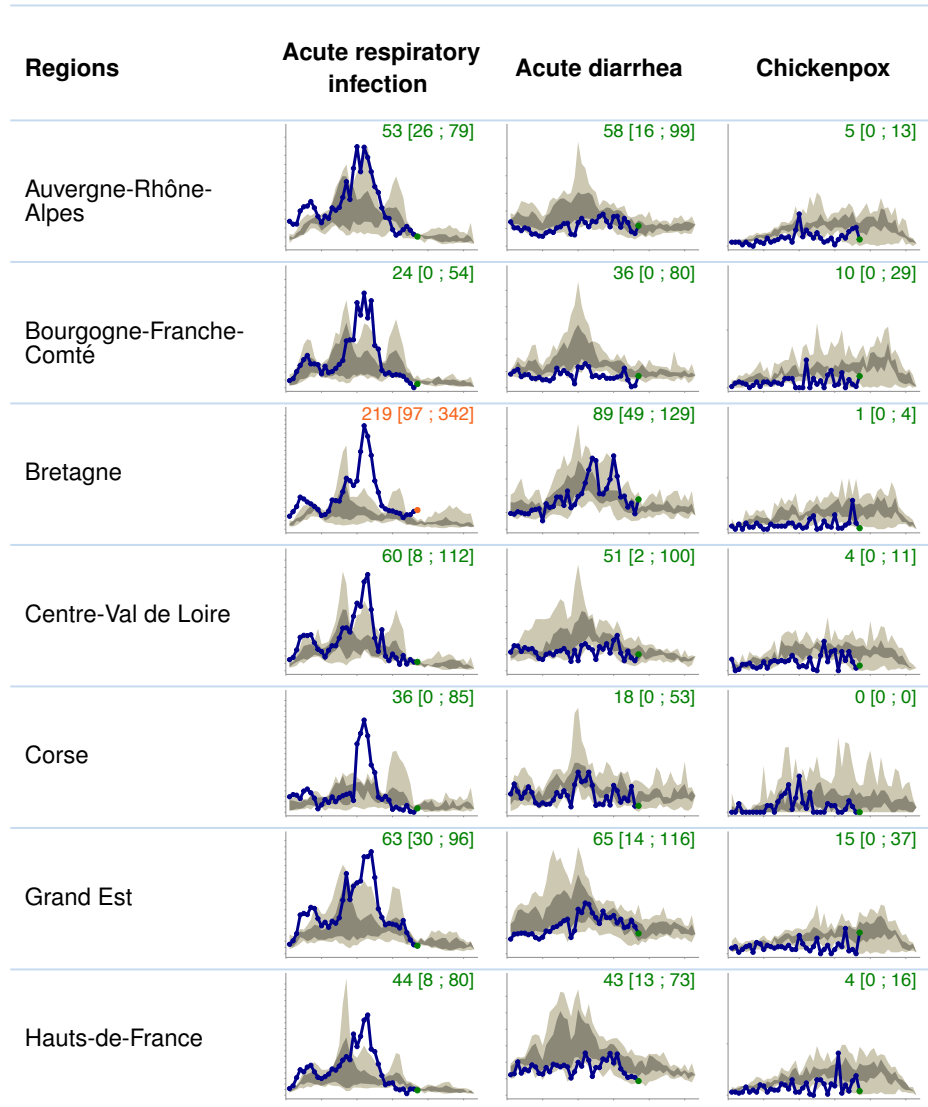 Regions
Acute respiratory
infection
Acute diarrhea
Chickenpox
Auvergne-Rhône-
Alpes
53 [26 ; 79]
58 [16 ; 99]
5 [0 ; 13]
Bourgogne-Franche-
Comté
24 [0 ; 54]
36 [0 ; 80]
10 [0 ; 29]
Bretagne
219 [97 ; 342]
89 [49 ; 129]
1 [0 ; 4]
Centre-Val de Loire
60 [8 ; 112]
51 [2 ; 100]
4 [0 ; 11]
Corse
36 [0 ; 85]
18 [0 ; 53]
0 [0 ; 0]
Grand Est
63 [30 ; 96]
65 [14 ; 116]
15 [0 ; 37]
Hauts-de-France
44 [8 ; 80]
43 [13 ; 73]
4 [0 ; 16]